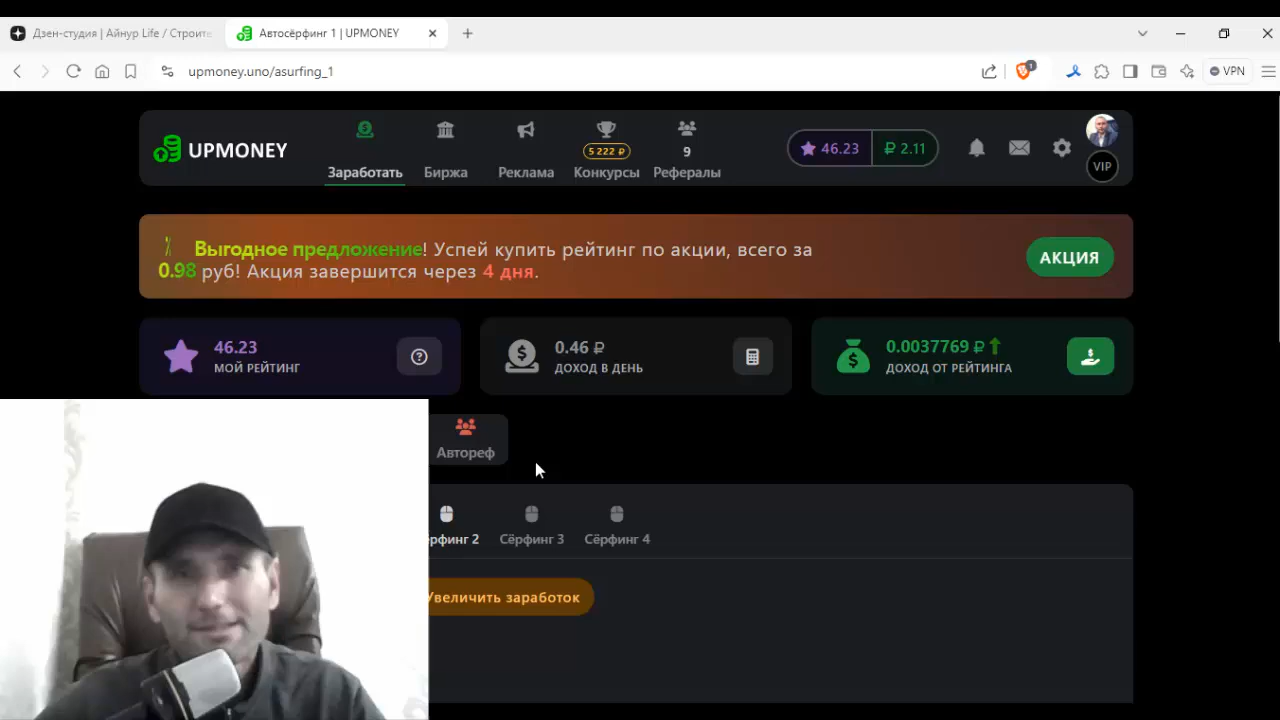 Дзен-студия | Айнур Life / Строите
Автосёрфинг 1 | UPMONEY
upmoney.uno/asurfing_1
1
VPN
UPMONEY
Заработать
Биржа
Реклама
5 222 ₽
Конкурсы
9
Рефералы
46.23
₽ 2.11
VIP
Выгодное предложение! Успей купить рейтинг по акции, всего за
0.98 руб! Акция завершится через 4 дня.
АКЦИЯ
46.23
МОЙ РЕЙТИНГ
0.46 ₽
ДОХОД В ДЕНЬ
0.0037769 ₽
ДОХОД ОТ РЕЙТИНГА
Автореф
рфинг 2
Сёрфинг 3
Сёрфинг 4
Увеличить заработок